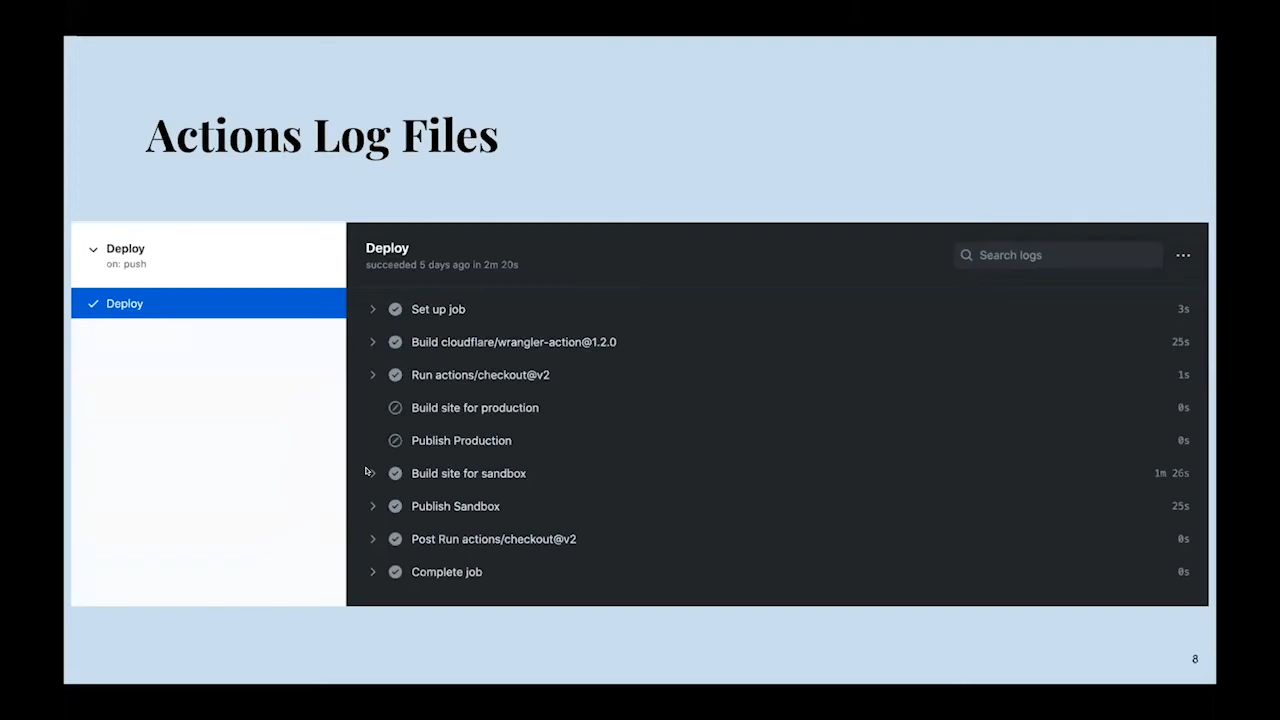 Actions Log Files
Deploy
on: push
Deploy
Deploy
succeeded 5 days ago in 2m 20s
Search logs
Set up job 3s
Build cloudflare/wrangler-action@1.2.0 25s
Run actions/checkout@v2 1s
Build site for production 0s
Publish Production 0s
Build site for sandbox 1m 26s
Publish Sandbox 25s
Post Run actions/checkout@v2 0s
Complete job 0s
8